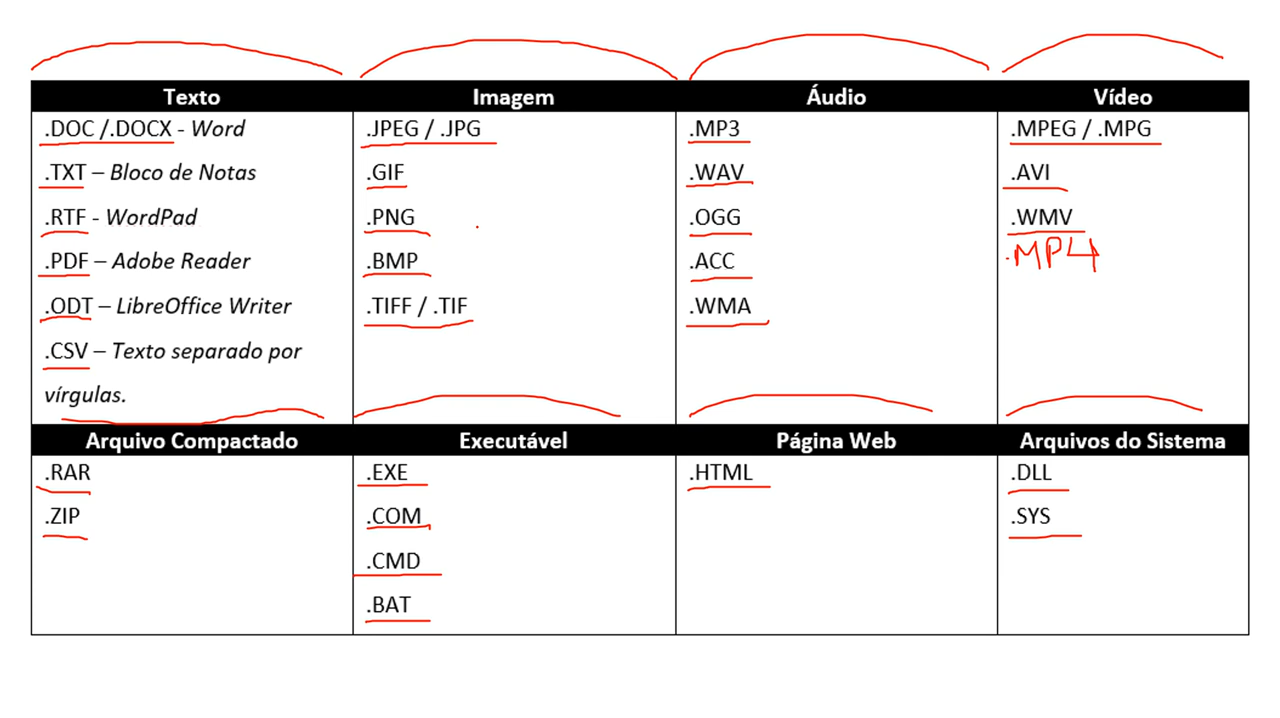 Texto Imagem Áudio Vídeo
.DOC /.DOCX - Word .JPEG / .JPG .MP3 .MPEG / .MPG
.TXT – Bloco de Notas .GIF .WAV .AVI
.RTF - WordPad .PNG .OGG .WMV
.PDF – Adobe Reader .BMP .ACC .MP4
.ODT – LibreOffice Writer .TIFF / .TIF .WMA
.CSV – Texto separado por
vírgulas.
Arquivo Compactado Executável Página Web Arquivos do Sistema
.RAR .EXE .HTML .DLL
.ZIP .COM .SYS
.CMD
.BAT